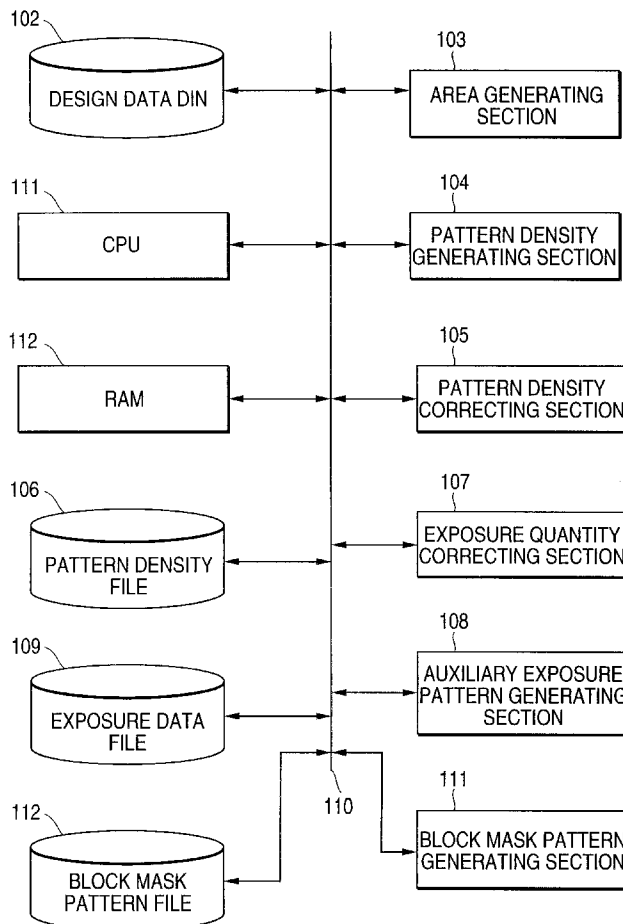 102
DESIGN DATA DIN
103
AREA GENERATING
SECTION
111
CPU
104
PATTERN DENSITY
GENERATING SECTION
112
RAM
105
PATTERN DENSITY
CORRECTING SECTION
106
PATTERN DENSITY
FILE
107
EXPOSURE QUANTITY
CORRECTING SECTION
109
EXPOSURE DATA
FILE
108
AUXILIARY EXPOSURE
PATTERN GENERATING
SECTION
110
112
BLOCK MASK
PATTERN FILE
111
BLOCK MASK PATTERN
GENERATING SECTION